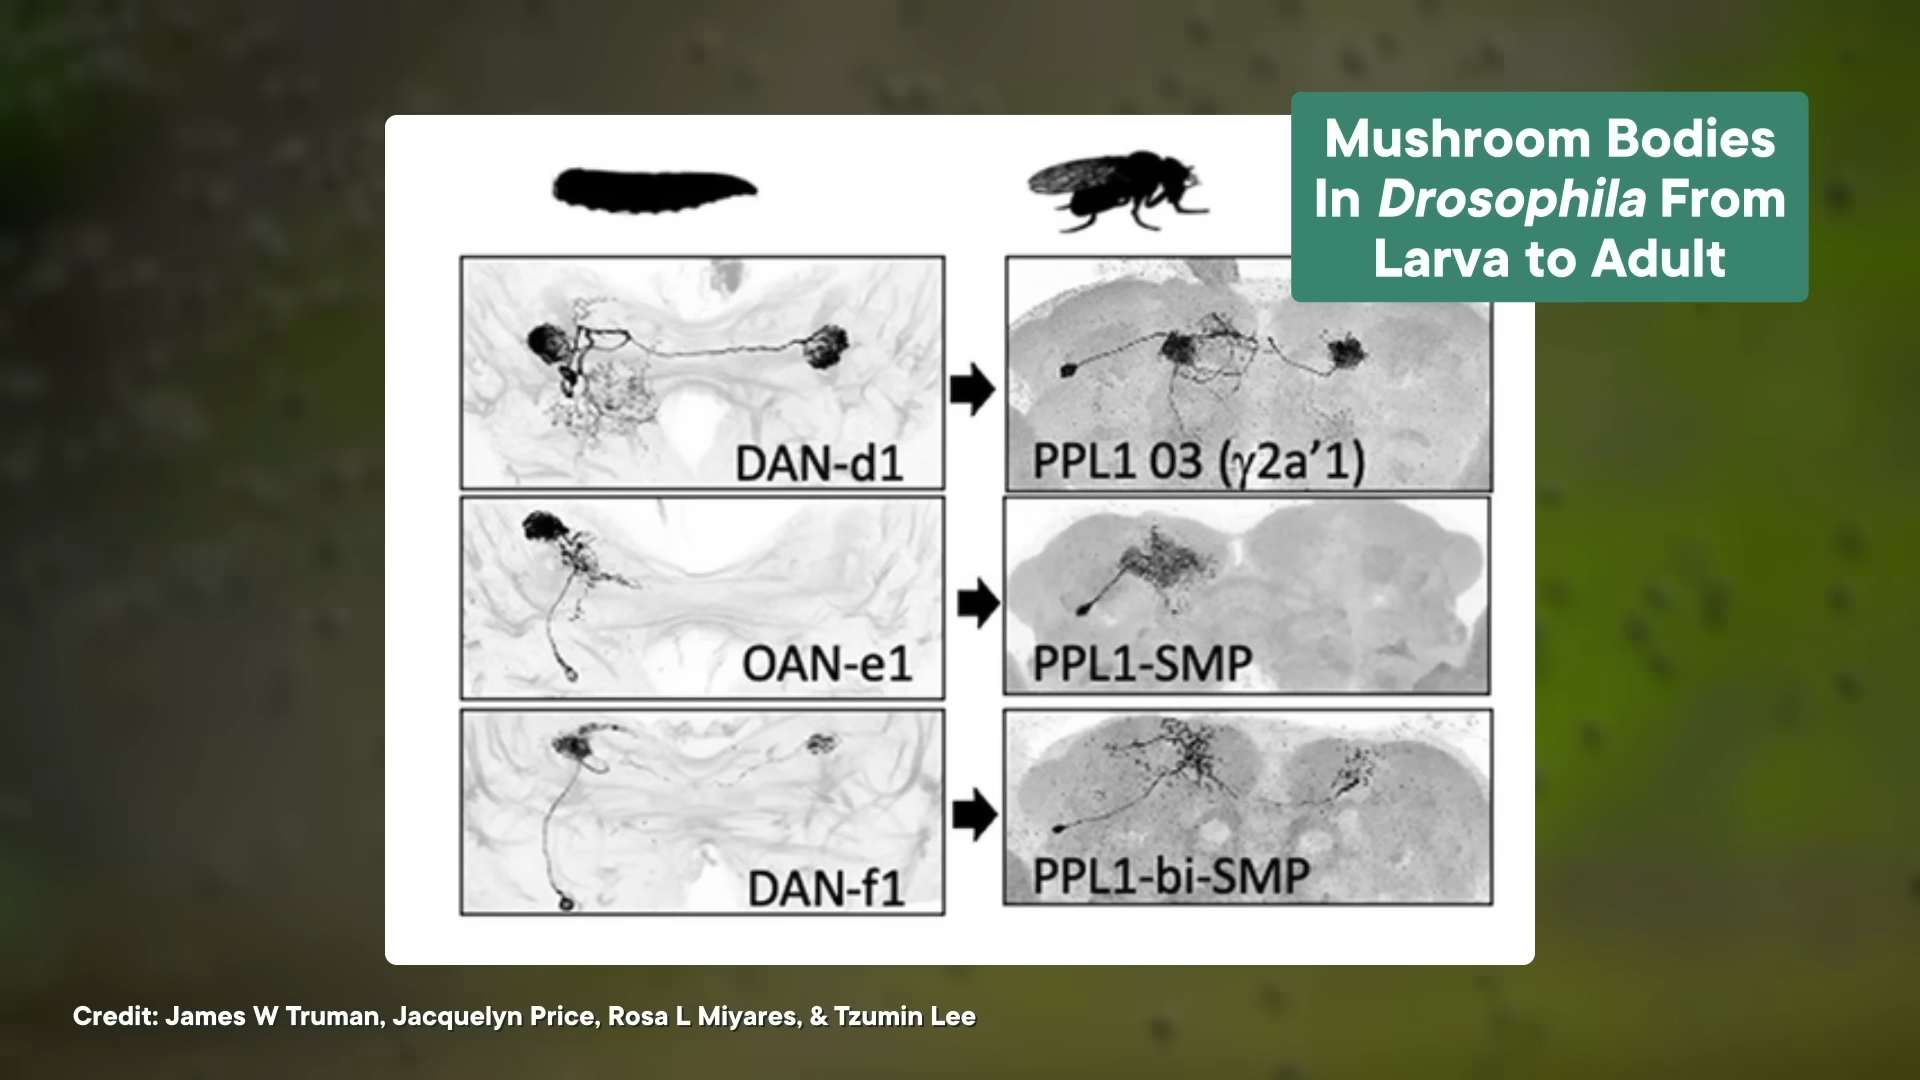 Mushroom Bodies
In Drosophila From
Larva to Adult
DAN-d1
PPL1 03 (γ2a’1)
OAN-e1
PPL1-SMP
DAN-f1
PPL1-bi-SMP
Credit: James W Truman, Jacquelyn Price, Rosa L Miyares, & Tzumin Lee